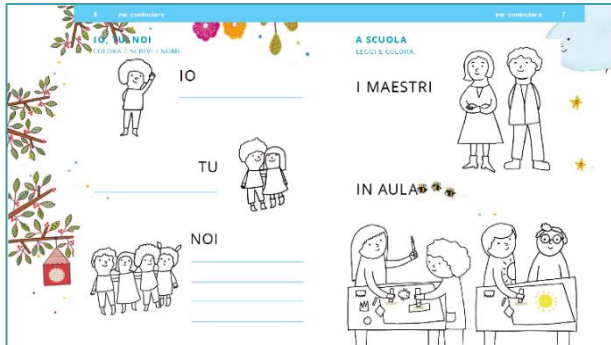 6 Per cominciare
IO, TU, NOI
COLORA E SCRIVI I NOMI.
IO
TU
NOI
Per cominciare 7
A SCUOLA
LEGGI E COLORA.
I MAESTRI
IN AULA